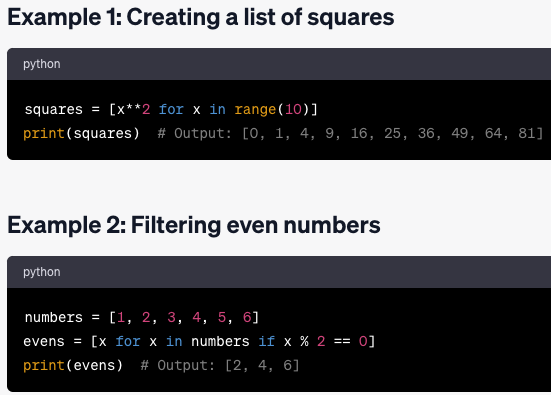 Example 1: Creating a list of squares
python
squares = [x**2 for x in range(10)]
print(squares)  # Output: [0, 1, 4, 9, 16, 25, 36, 49, 64, 81]
Example 2: Filtering even numbers
python
numbers = [1, 2, 3, 4, 5, 6]
evens = [x for x in numbers if x % 2 == 0]
print(evens)  # Output: [2, 4, 6]